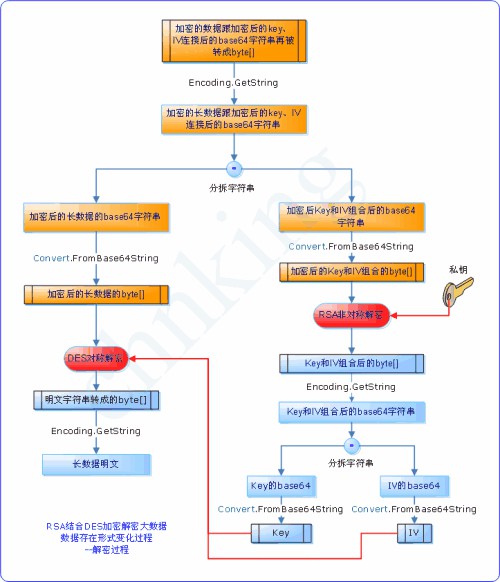 加密的数据跟加密后的key、
IV连接后的base64字符串再被
转成byte[]
Encoding.GetString
加密的长数据跟加密后的key、IV
连接后的base64字符串
分拆字符串
加密后的长数据的base64字符串
加密后Key和IV组合后的base64
字符串
Convert.FromBase64String
Convert.FromBase64String
加密后的长数据的byte[]
加密后的Key和IV组合的byte[]
私钥
RSA非对称解密
DES对称解密
Key和IV组合后的byte[]
Encoding.GetString
明文字符串转成的byte[]
Key和IV组合后的base64字符串
Encoding.GetString
分拆字符串
长数据明文
Key的base64
IV的base64
Convert.FromBase64String
Convert.FromBase64String
Key
IV
RSA结合DES加密解密大数据
数据存在形式变化过程
--解密过程